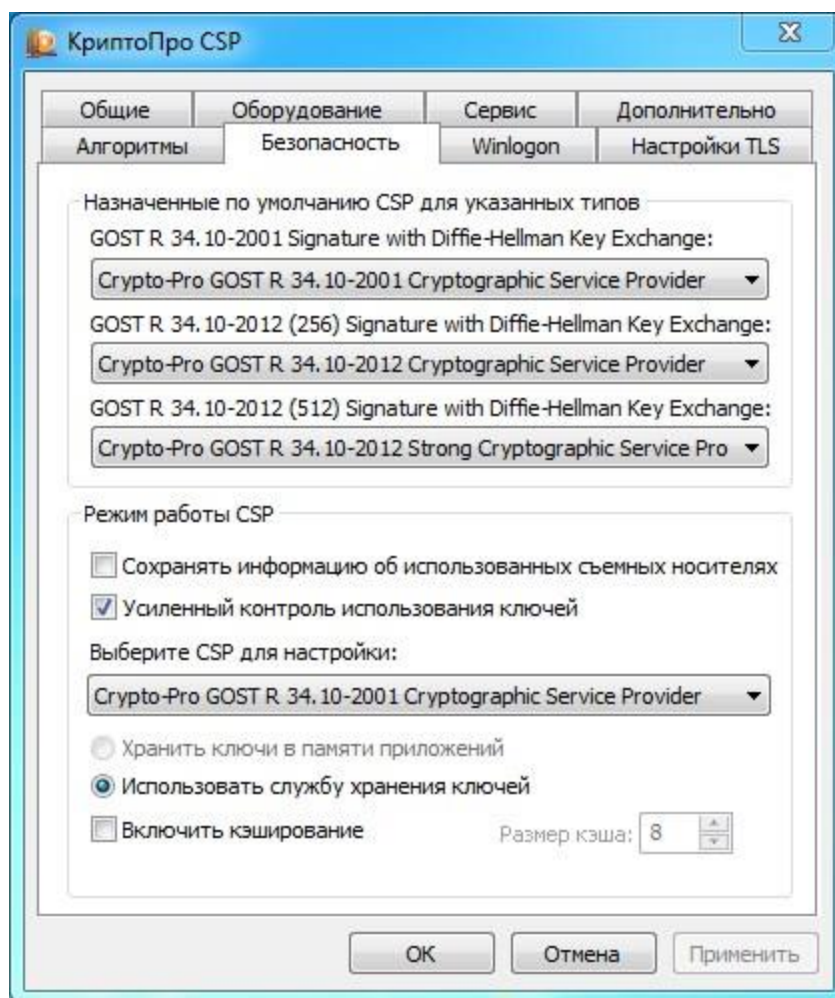 КриптоПро CSP
Общие Оборудование Сервис Дополнительно
Алгоритмы Безопасность Winlogon Настройки TLS
Назначенные по умолчанию CSP для указанных типов
GOST R 34.10-2001 Signature with Diffie-Hellman Key Exchange:
Crypto-Pro GOST R 34.10-2001 Cryptographic Service Provider
GOST R 34.10-2012 (256) Signature with Diffie-Hellman Key Exchange:
Crypto-Pro GOST R 34.10-2012 Cryptographic Service Provider
GOST R 34.10-2012 (512) Signature with Diffie-Hellman Key Exchange:
Crypto-Pro GOST R 34.10-2012 Strong Cryptographic Service Pro
Режим работы CSP
Сохранять информацию об использованных съемных носителях
Усиленный контроль использования ключей
Выберите CSP для настройки:
Crypto-Pro GOST R 34.10-2001 Cryptographic Service Provider
Хранить ключи в памяти приложений
Использовать службу хранения ключей
Включить кэширование Размер кэша: 8
OK Отмена Применить